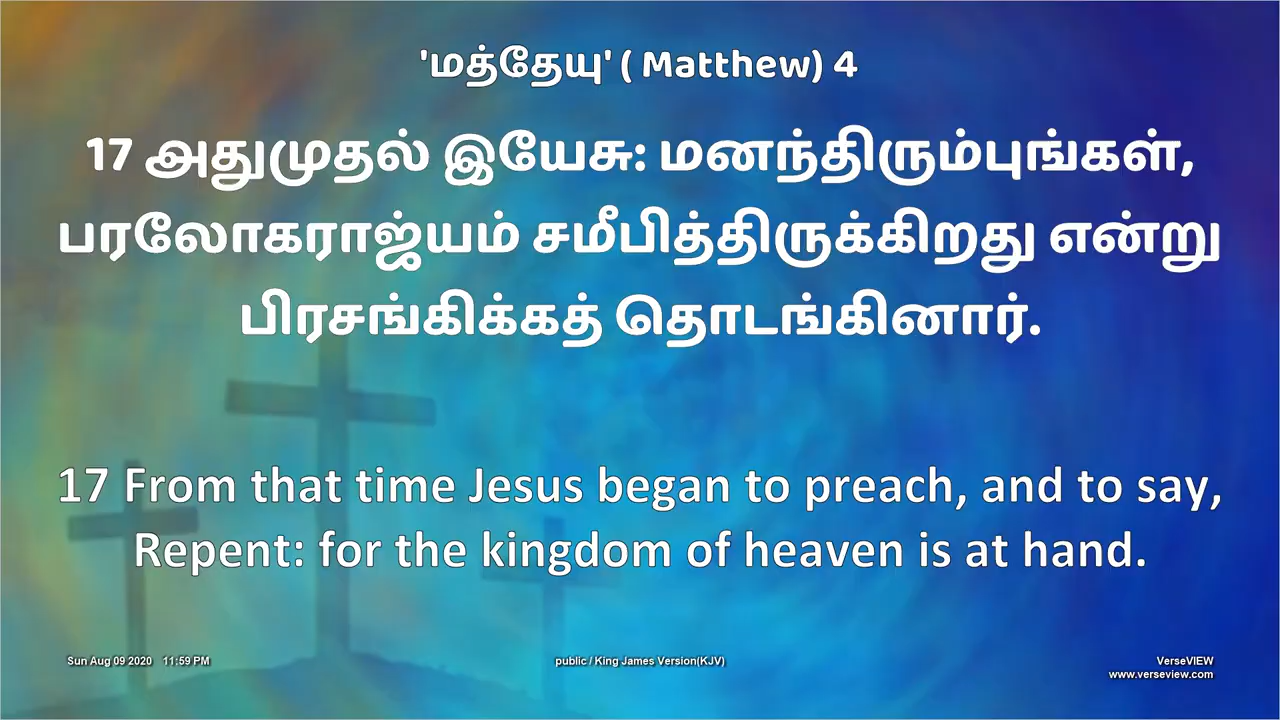 'மத்தேயு' ( Matthew) 4
17 அதுமுதல் இயேசு: மனந்திரும்புங்கள்,
பரலோகராஜ்யம் சமீபித்திருக்கிறது என்று
பிரசங்கிக்கத் தொடங்கினார்.
17 From that time Jesus began to preach, and to say,
Repent: for the kingdom of heaven is at hand.
Sun Aug 09 2020 11:59 PM
public / King James Version(KJV)
VerseVIEW
www.verseview.com